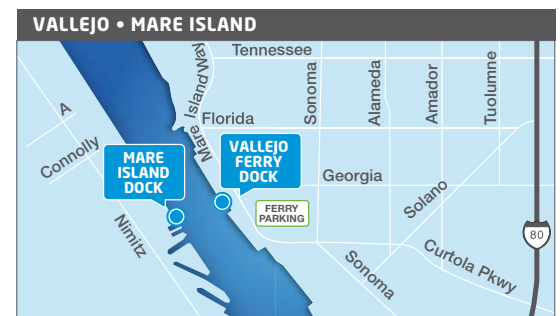 VALLEJO • MARE ISLAND
Tennessee
Mare Island Way
Sonoma
Alameda
Amador
Tuolumne
A
Florida
Connolly
MARE
ISLAND
DOCK
VALLEJO
FERRY
DOCK
Georgia
Solano
FERRY
PARKING
Nimitz
80
Sonoma
Curtola Pkwy